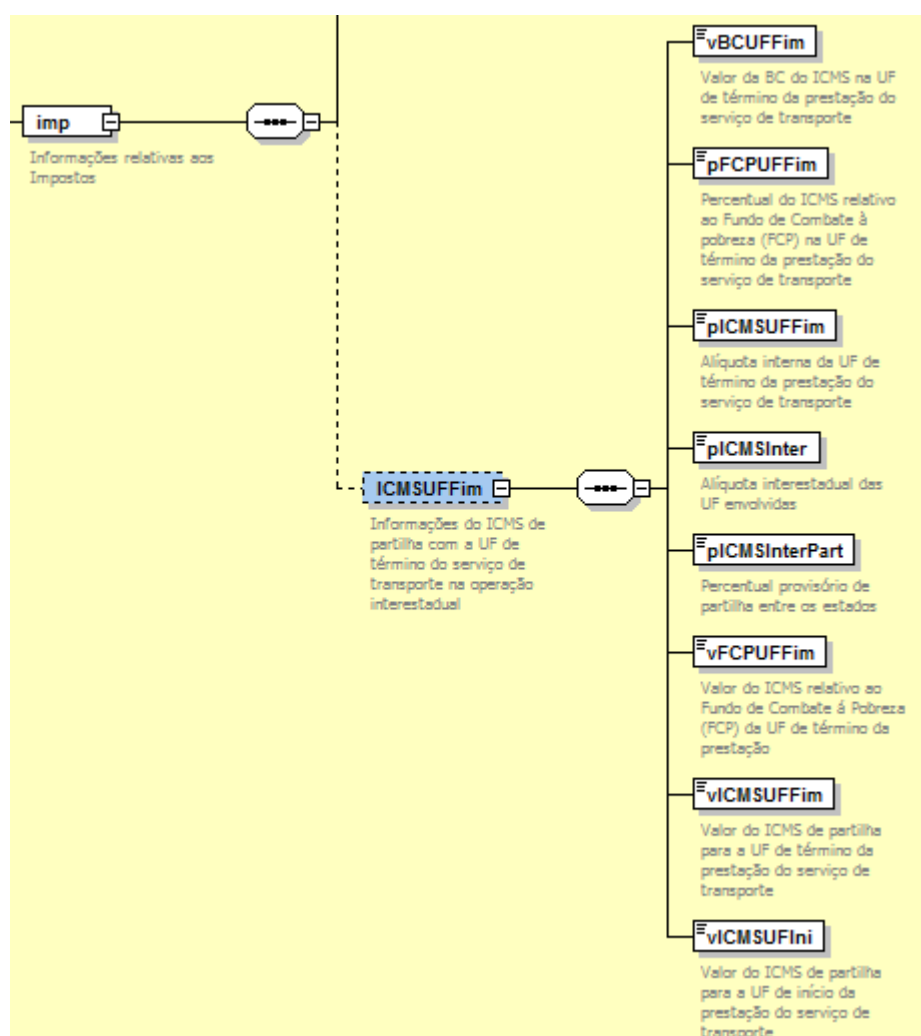 imp
Informações relativas aos
Impostos
ICMSUFFim
Informações do ICMS de
partilha com a UF de
término do serviço de
transporte na operação
interestadual
vBCUFFim
Valor da BC do ICMS na UF
de término da prestação do
serviço de transporte
pFCPUFFim
Percentual do ICMS relativo
ao Fundo de Combate à
pobreza (FCP) na UF de
término da prestação do
serviço de transporte
pICMSUFFim
Alíquota interna da UF de
término da prestação do
serviço de transporte
pICMSInter
Alíquota interestadual das
UF envolvidas
pICMSInterPart
Percentual provisório de
partilha entre os estados
vFCPUFFim
Valor do ICMS relativo ao
Fundo de Combate á Pobreza
(FCP) da UF de término da
prestação
vICMSUFFim
Valor do ICMS de partilha
para a UF de término da
prestação do serviço de
transporte
vICMSUFIni
Valor do ICMS de partilha
para a UF de início da
prestação do serviço de
transporte